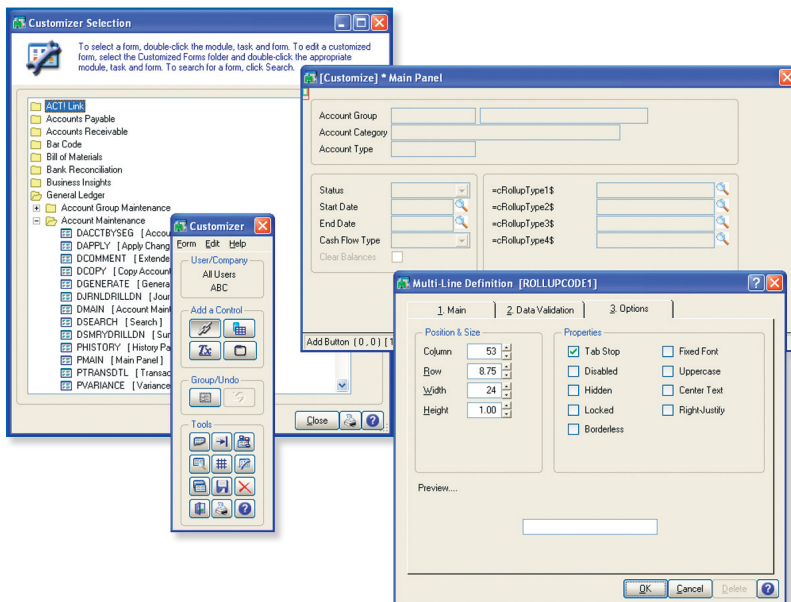 Customizer Selection
To select a form, double-click the module, task and form. To edit a customized
form, select the Customized Forms folder and double-click the appropriate
module, task and form. To search for a form, click Search.
ACT! Link
Accounts Payable
Accounts Receivable
Bar Code
Bill of Materials
Bank Reconciliation
Business Insights
General Ledger
Account Group Maintenance
Account Maintenance
DACCTBYSEG [Accou
DAPPLY [Apply Chang
DCOMMENT [Extende
DCOPY [Copy Account
DGENERATE [Genera
DJRNLDRILLDN [Jour
DMAIN [Account Maint
DSEARCH [Search]
DSMRYDRILLDN [Sum
PHISTORY [History Pa
PMAIN [Main Panel]
PTRANSDTL [Transac
PVARIANCE [Variance
Close
Customizer
Form Edit Help
User/Company
All Users
ABC
Add a Control
Tx
Group/Undo
Tools
[Customize] * Main Panel
Account Group
Account Category
Account Type
Status
Start Date
End Date
Cash Flow Type
Clear Balances
=cRollupType1$
=cRollupType2$
=cRollupType3$
=cRollupType4$
Add Button (0,0) [1
Multi-Line Definition [ROLLUPCODE1]
1. Main
2. Data Validation
3. Options
Position & Size
Column 53
Row 8.75
Width 24
Height 1.00
Properties
Tab Stop
Disabled
Hidden
Locked
Borderless
Fixed Font
Uppercase
Center Text
Right-Justify
Preview....
OK Cancel Delete